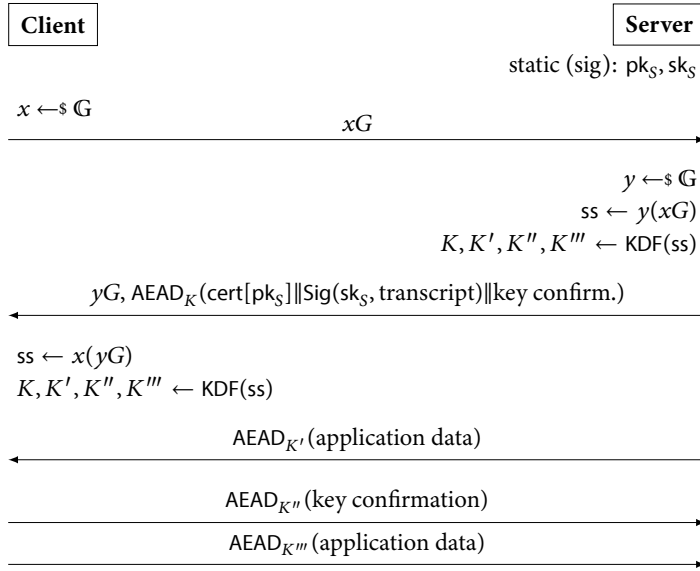 Client Server
static (sig): pk_S, sk_S
x ←$ 𝔾
xG
y ←$ 𝔾
ss ← y(xG)
K, K′, K″, K‴ ← KDF(ss)
yG, AEAD_K(cert[pk_S]‖Sig(sk_S, transcript)‖key confirm.)
ss ← x(yG)
K, K′, K″, K‴ ← KDF(ss)
AEAD_K′(application data)
AEAD_K″(key confirmation)
AEAD_K‴(application data)